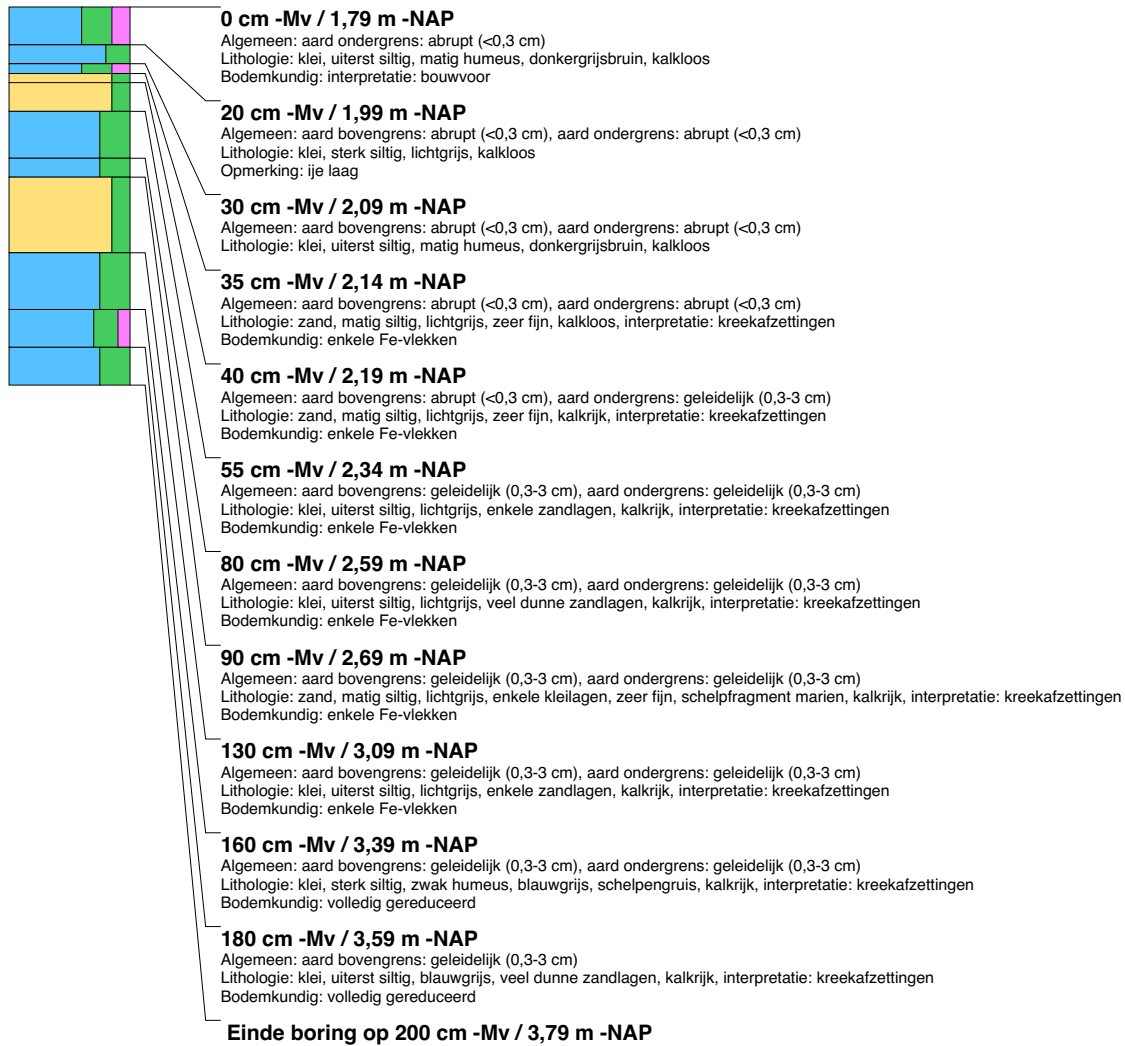 0 cm -Mv / 1,79 m -NAP
Algemeen: aard ondergrens: abrupt (<0,3 cm)
Lithologie: klei, uiterst siltig, matig humeus, donkergrijsbruin, kalkloos
Bodemkundig: interpretatie: bouwvoor
20 cm -Mv / 1,99 m -NAP
Algemeen: aard bovengrens: abrupt (<0,3 cm), aard ondergrens: abrupt (<0,3 cm)
Lithologie: klei, sterk siltig, lichtgrijs, kalkloos
Opmerking: ije laag
30 cm -Mv / 2,09 m -NAP
Algemeen: aard bovengrens: abrupt (<0,3 cm), aard ondergrens: abrupt (<0,3 cm)
Lithologie: klei, uiterst siltig, matig humeus, donkergrijsbruin, kalkloos
35 cm -Mv / 2,14 m -NAP
Algemeen: aard bovengrens: abrupt (<0,3 cm), aard ondergrens: abrupt (<0,3 cm)
Lithologie: zand, matig siltig, lichtgrijs, zeer fijn, kalkloos, interpretatie: kreekafzettingen
Bodemkundig: enkele Fe-vlekken
40 cm -Mv / 2,19 m -NAP
Algemeen: aard bovengrens: abrupt (<0,3 cm), aard ondergrens: geleidelijk (0,3-3 cm)
Lithologie: zand, matig siltig, lichtgrijs, zeer fijn, kalkrijk, interpretatie: kreekafzettingen
Bodemkundig: enkele Fe-vlekken
55 cm -Mv / 2,34 m -NAP
Algemeen: aard bovengrens: geleidelijk (0,3-3 cm), aard ondergrens: geleidelijk (0,3-3 cm)
Lithologie: klei, uiterst siltig, lichtgrijs, enkele zandlagen, kalkrijk, interpretatie: kreekafzettingen
Bodemkundig: enkele Fe-vlekken
80 cm -Mv / 2,59 m -NAP
Algemeen: aard bovengrens: geleidelijk (0,3-3 cm), aard ondergrens: geleidelijk (0,3-3 cm)
Lithologie: klei, uiterst siltig, lichtgrijs, veel dunne zandlagen, kalkrijk, interpretatie: kreekafzettingen
Bodemkundig: enkele Fe-vlekken
90 cm -Mv / 2,69 m -NAP
Algemeen: aard bovengrens: geleidelijk (0,3-3 cm), aard ondergrens: geleidelijk (0,3-3 cm)
Lithologie: zand, matig siltig, lichtgrijs, enkele kleilagen, zeer fijn, schelpfragment marien, kalkrijk, interpretatie: kreekafzettingen
Bodemkundig: enkele Fe-vlekken
130 cm -Mv / 3,09 m -NAP
Algemeen: aard bovengrens: geleidelijk (0,3-3 cm), aard ondergrens: geleidelijk (0,3-3 cm)
Lithologie: klei, uiterst siltig, lichtgrijs, enkele zandlagen, kalkrijk, interpretatie: kreekafzettingen
Bodemkundig: enkele Fe-vlekken
160 cm -Mv / 3,39 m -NAP
Algemeen: aard bovengrens: geleidelijk (0,3-3 cm), aard ondergrens: geleidelijk (0,3-3 cm)
Lithologie: klei, sterk siltig, zwak humeus, blauwgrijs, schelpengruis, kalkrijk, interpretatie: kreekafzettingen
Bodemkundig: volledig gereduceerd
180 cm -Mv / 3,59 m -NAP
Algemeen: aard bovengrens: geleidelijk (0,3-3 cm)
Lithologie: klei, uiterst siltig, blauwgrijs, veel dunne zandlagen, kalkrijk, interpretatie: kreekafzettingen
Bodemkundig: volledig gereduceerd
Einde boring op 200 cm -Mv / 3,79 m -NAP